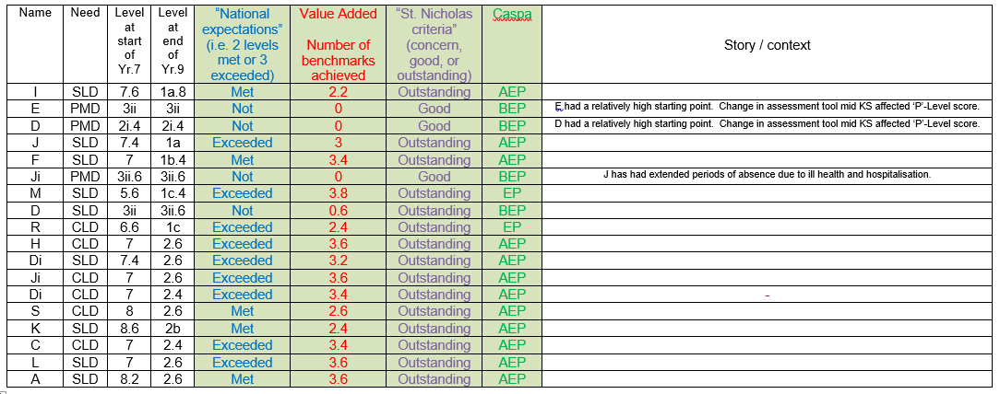 Name Need Level at start of Yr.7 Level at end of Yr.9 “National expectations” (i.e. 2 levels met or 3 exceeded) Value Added Number of benchmarks achieved “St. Nicholas criteria” (concern, good, or outstanding) Caspa Story / context
I SLD 7.6 1a.8 Met 2.2 Outstanding AEP
E PMD 3ii 3ii Not 0 Good BEP E had a relatively high starting point. Change in assessment tool mid KS affected ‘P’-Level score.
D PMD 2i.4 2i.4 Not 0 Good BEP D had a relatively high starting point. Change in assessment tool mid KS affected ‘P’-Level score.
J SLD 7.4 1a Exceeded 3 Outstanding AEP
F SLD 7 1b.4 Met 3.4 Outstanding AEP
Ji PMD 3ii.6 3ii.6 Not 0 Good BEP J has had extended periods of absence due to ill health and hospitalisation.
M SLD 5.6 1c.4 Exceeded 3.8 Outstanding EP
D SLD 3ii 3ii.6 Not 0.6 Outstanding BEP
R CLD 6.6 1c Exceeded 2.4 Outstanding EP
H CLD 7 2.6 Exceeded 3.6 Outstanding AEP
Di SLD 7.4 2.6 Exceeded 3.2 Outstanding AEP
Ji CLD 7 2.6 Exceeded 3.6 Outstanding AEP
Di CLD 7 2.4 Exceeded 3.4 Outstanding AEP -
S CLD 8 2.6 Met 2.6 Outstanding AEP
K SLD 8.6 2b Met 2.4 Outstanding AEP
C CLD 7 2.4 Exceeded 3.4 Outstanding AEP
L SLD 7 2.6 Exceeded 3.6 Outstanding AEP
A SLD 8.2 2.6 Met 3.6 Outstanding AEP